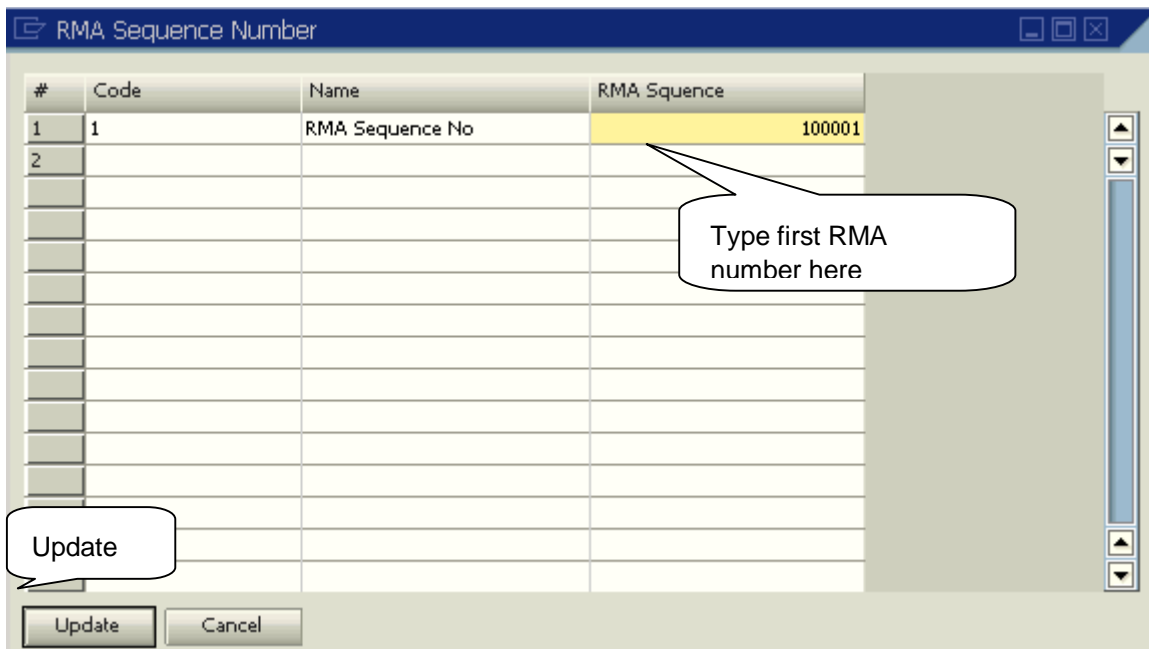 RMA Sequence Number
# Code Name RMA Squence
1 1 RMA Sequence No 100001
2
Type first RMA
number here
Update
Update Cancel